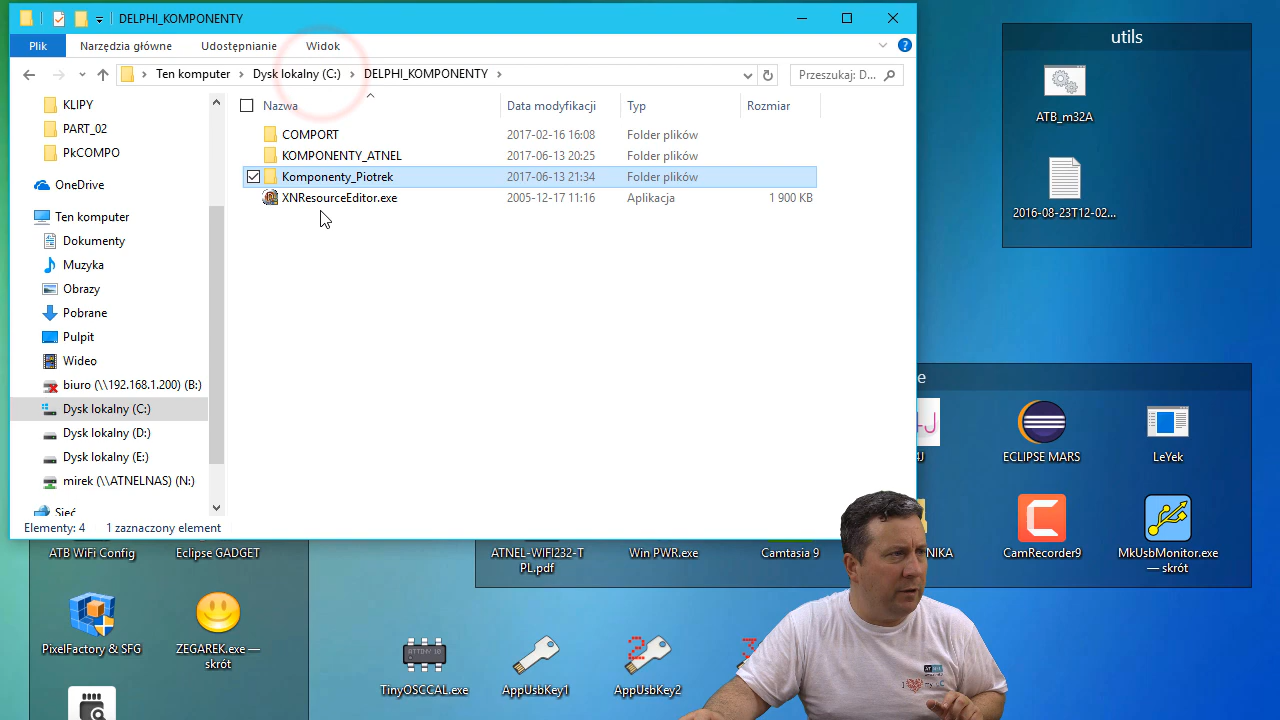 DELPHI_KOMPONENTY
Plik Narzędzia główne Udostępnianie Widok
Ten komputer Dysk lokalny (C:) DELPHI_KOMPONENTY Przeszukaj: D...
Nazwa Data modyfikacji Typ Rozmiar
COMPORT 2017-02-16 16:08 Folder plików
KOMPONENTY_ATNEL 2017-06-13 20:25 Folder plików
Komponenty_Piotrek 2017-06-13 21:34 Folder plików
XNResourceEditor.exe 2005-12-17 11:16 Aplikacja 1 900 KB
KLIPY
PART_02
PkCOMPO
OneDrive
Ten komputer
Dokumenty
Muzyka
Obrazy
Pobrane
Pulpit
Wideo
biuro (\\192.168.1.200) (B:)
Dysk lokalny (C:)
Dysk lokalny (D:)
Dysk lokalny (E:)
mirek (\\ATNELNAS) (N:)
Sieć
Elementy: 4 1 zaznaczony element
utils
ATB_m32A
2016-08-23T12-02...
ECLIPSE MARS
LeYek
ATB WiFi Config
Eclipse GADGET
ATNEL-WIFI232-T
PL.pdf
Win PWR.exe
Camtasia 9
CamRecorder9
MkUsbMonitor.exe
— skrót
PixelFactory & SFG
ZEGAREK.exe —
skrót
ATTINY 10
TinyOSCCAL.exe
AppUsbKey1
2
AppUsbKey2